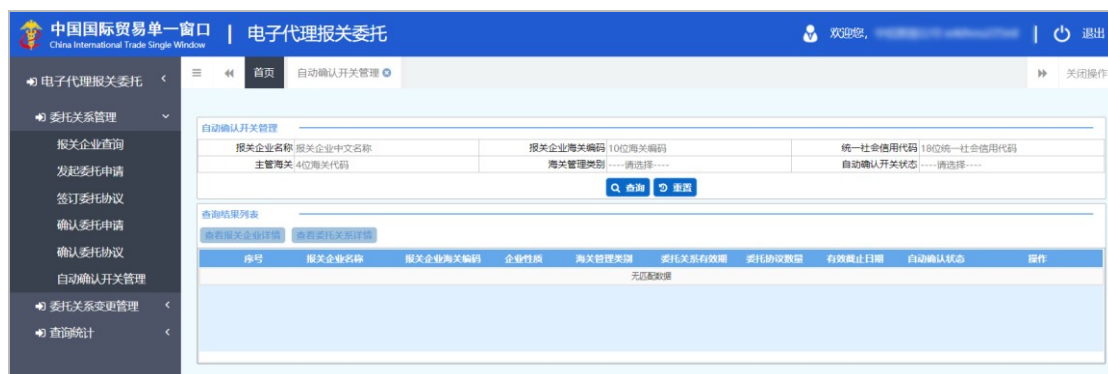 中国国际贸易单一窗口 | 电子代理报关委托
China International Trade Single Window
欢迎您, | 退出
电子代理报关委托
首页 自动确认开关管理 关闭操作
委托关系管理
报关企业查询
发起委托申请
签订委托协议
确认委托申请
确认委托协议
自动确认开关管理
委托关系变更管理
查询统计
自动确认开关管理
报关企业名称 报关企业中文名称 报关企业海关编码 10位海关编码 统一社会信用代码 18位统一社会信用代码
主管海关 4位海关代码 海关管理类别 ----请选择---- 自动确认开关状态 ----请选择----
查询 重置
查询结果列表
查看报关企业详情 查看委托关系详情
序号 报关企业名称 报关企业海关编码 企业性质 海关管理类别 委托关系有效期 委托协议数量 有效截止日期 自动确认状态 操作
无匹配数据